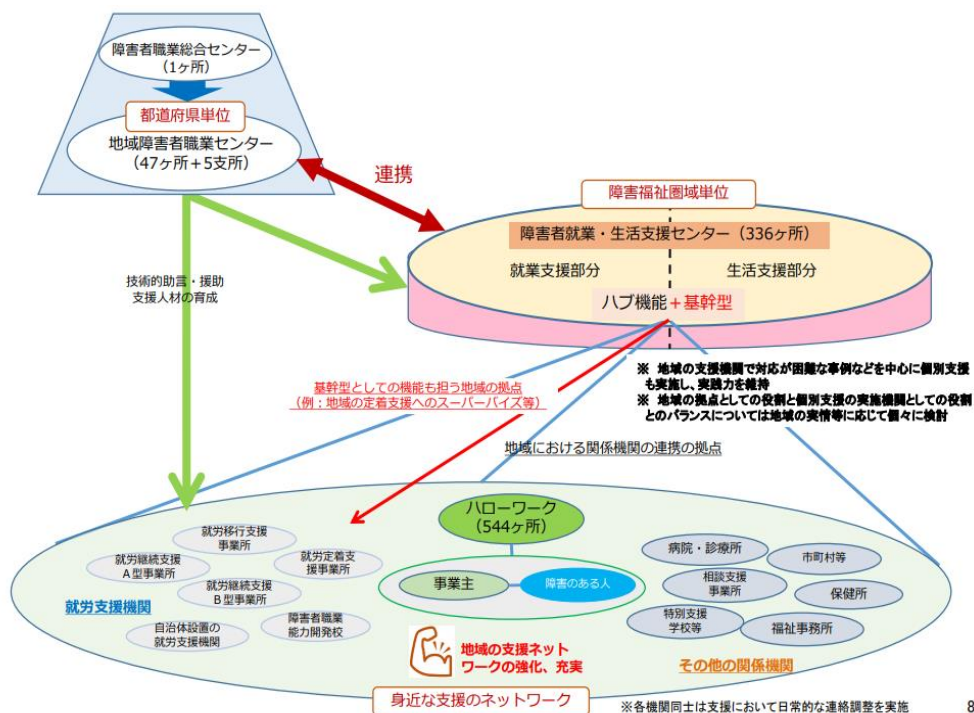 障害者職業総合センター
(1ヶ所)
都道府県単位
地域障害者職業センター
(47ヶ所+5支所)
連携
障害福祉圏域単位
障害者就業・生活支援センター(336ヶ所)
就業支援部分
生活支援部分
ハブ機能+基幹型
技術的助言・援助
支援人材の育成
基幹型としての機能も担う地域の拠点
(例:地域の定着支援へのスーパーバイズ等)
※ 地域の支援機関で対応が困難な事例などを中心に個別支援
も実施し、実践力を維持
※ 地域の拠点としての役割と個別支援の実施機関としての役割
とのバランスについては地域の実情等に応じて個々に検討
地域における関係機関の連携の拠点
ハローワーク
(544ヶ所)
事業主
障害のある人
就労移行支援
事業所
就労継続支援
A型事業所
就労定着支
援事業所
就労継続支援
B型事業所
就労支援機関
自治体設置の
就労支援機関
障害者職業
能力開発校
病院・診療所
市町村等
相談支援
事業所
保健所
特別支援
学校等
福祉事務所
その他の関係機関
地域の支援ネット
ワークの強化、充実
身近な支援のネットワーク
※各機関同士は支援において日常的な連絡調整を実施
8